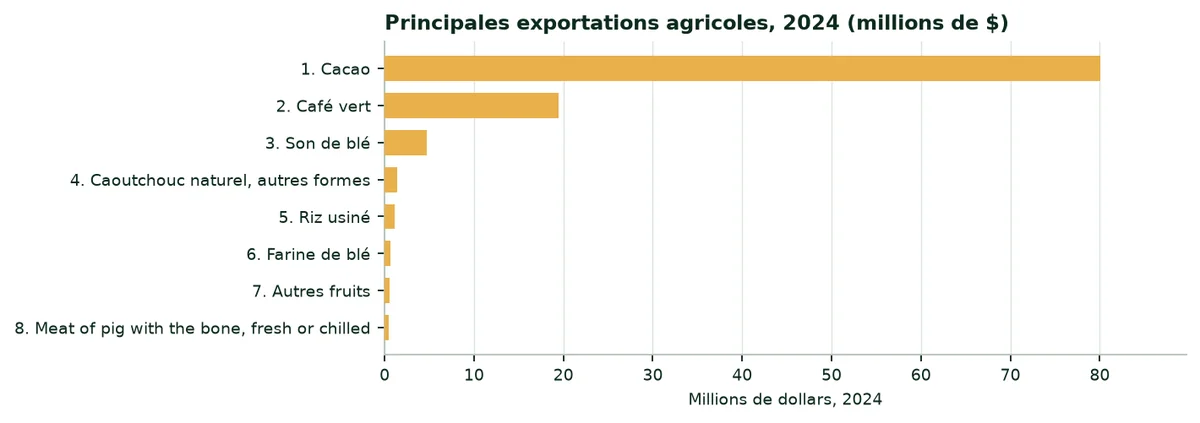 Principales exportations agricoles, 2024 (millions de $)
1. Cacao
2. Café vert
3. Son de blé
4. Caoutchouc naturel, autres formes
5. Riz usiné
6. Farine de blé
7. Autres fruits
8. Meat of pig with the bone, fresh or chilled
0 10 20 30 40 50 60 70 80
Millions de dollars, 2024